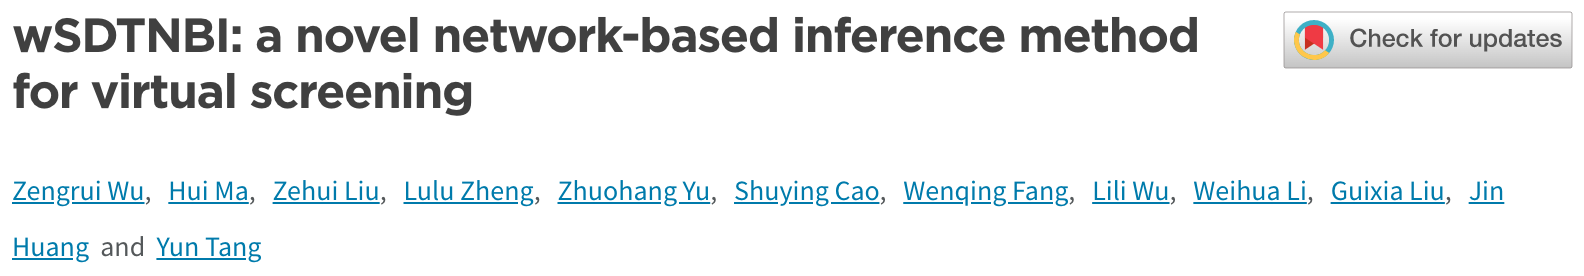 wSDTNBI: a novel network-based inference method
for virtual screening
Check for updates
Zengrui Wu, Hui Ma, Zehui Liu, Lulu Zheng, Zhuohang Yu, Shuying Cao, Wenqing Fang, Lili Wu, Weihua Li, Guixia Liu, Jin
Huang and Yun Tang